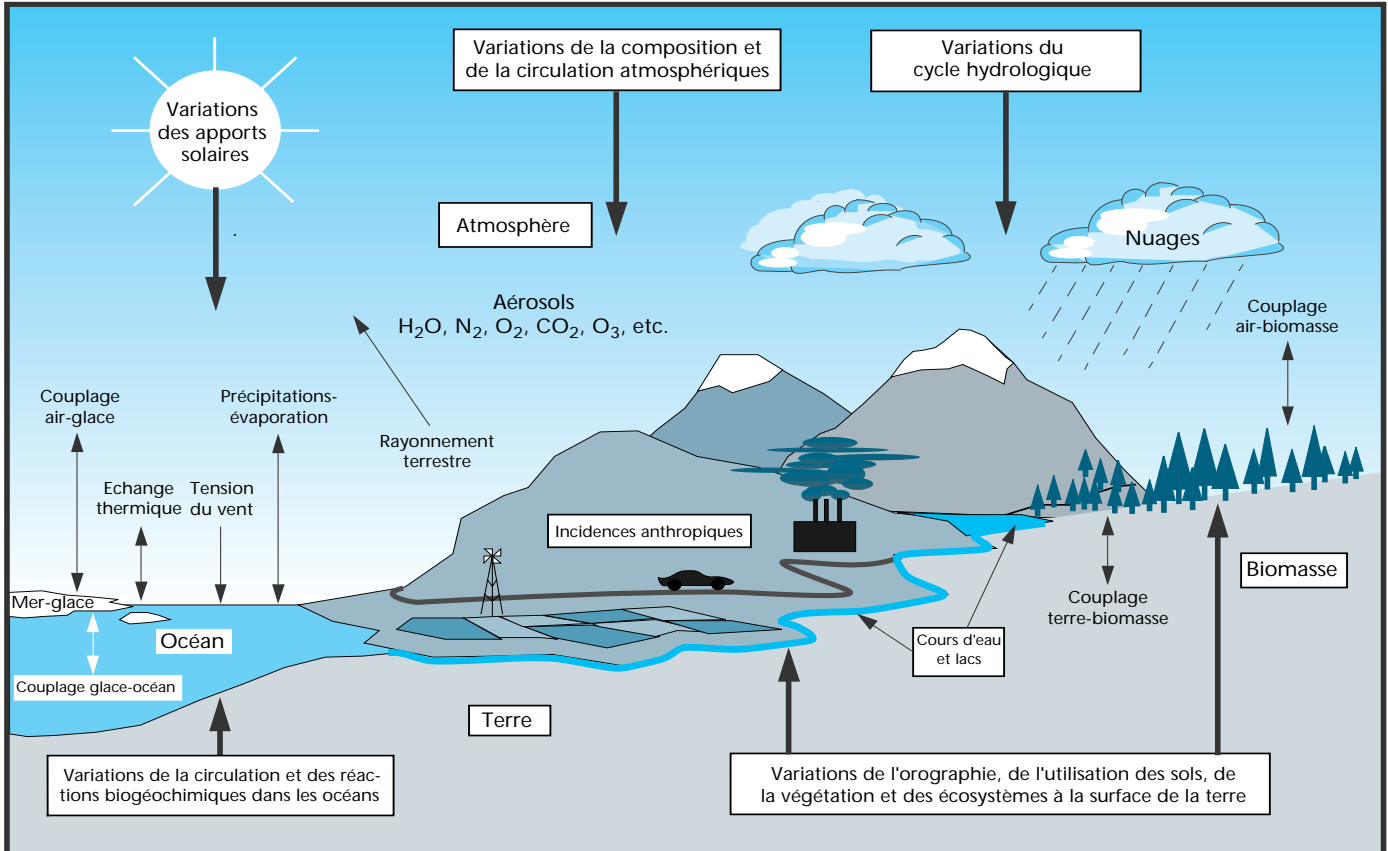 Variations de la composition et
de la circulation atmosphériques
Variations du
cycle hydrologique
Variations
des apports
solaires
Atmosphère
Nuages
Aérosols
H₂O, N₂, O₂, CO₂, O₃, etc.
Couplage
air-biomasse
Couplage
air-glace
Précipitations-
évaporation
Rayonnement
terrestre
Echange
thermique
Tension
du vent
Incidences anthropiques
Mer-glace
Océan
Couplage glace-océan
Biomasse
Couplage
terre-biomasse
Cours d'eau
et lacs
Terre
Variations de la circulation et des réac-
tions biogéochimiques dans les océans
Variations de l'orographie, de l'utilisation des sols, de
la végétation et des écosystèmes à la surface de la terre